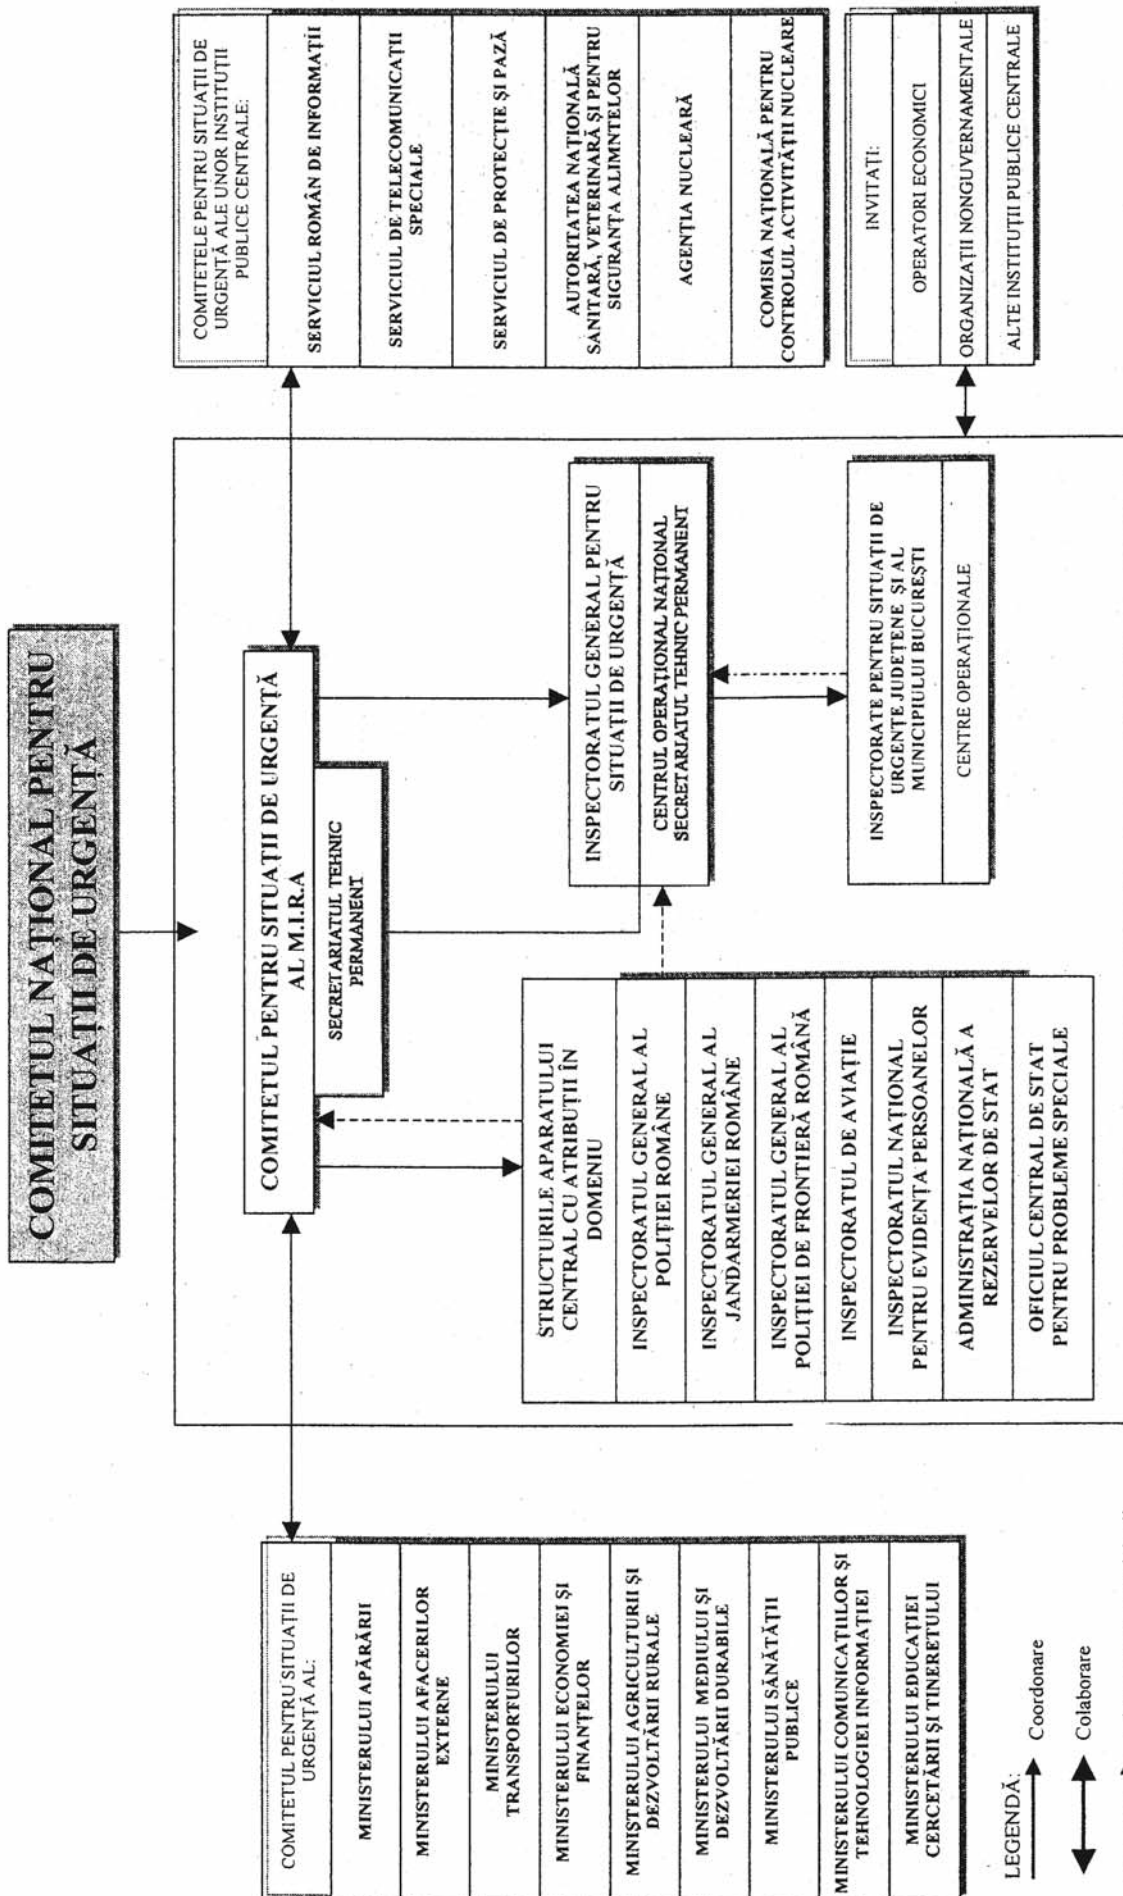 COMITETUL NAȚIONAL PENTRU
SITUAȚII DE URGENȚĂ
COMITETUL PENTRU SITUAȚII DE
URGENȚĂ AL:
MINISTERULUI APĂRĂRII
MINISTERULUI AFACERILOR
EXTERNE
MINISTERULUI
TRANSPORTURILOR
MINISTERULUI ECONOMIEI ȘI
FINANȚELOR
MINIȘTERULUI AGRICULTURII ȘI
DEZVOLTĂRII RURALE
MINISTERULUI MEDIULUI ȘI
DEZVOLTĂRII DURABILE
MINISTERULUI SĂNĂTĂȚII
PUBLICE
MINISTERULUI COMUNICAȚIILOR ȘI
TEHNOLOGIEI INFORMAȚIEI
MINISTERULUI EDUCAȚIEI
CERCETĂRII ȘI TINERETULUI
LEGENDĂ:
Coordonare
Colaborare
COMITETUL PENTRU SITUAȚII DE URGENȚĂ
AL M.I.R.A
SECRETARIATUL TEHNIC
PERMANENT
STRUCTURILE APARATULUI
CENTRAL CU ATRIBUȚII ÎN
DOMENIU
INSPECTORATUL GENERAL AL
POLIȚIEI ROMÂNE
INSPECTORATUL GENERAL AL
JANDARMERIEI ROMÂNE
INSPECTORATUL GENERAL AL
POLIȚIEI DE FRONTIERĂ ROMÂNĂ
INSPECTORATUL DE AVIAȚIE
INSPECTORATUL NAȚIONAL
PENTRU EVIDENȚA PERSOANELOR
ADMINISTRAȚIA NAȚIONALĂ A
REZERVELOR DE STAT
OFICIUL CENTRAL DE STAT
PENTRU PROBLEME SPECIALE
INSPECTORATUL GENERAL PENTRU
SITUAȚII DE URGENȚĂ
CENTRUL OPERAȚIONAL NAȚIONAL
SECRETARIATUL TEHNIC PERMANENT
INSPECTORATE PENTRU SITUAȚII DE
URGENȚE JUDEȚENE ȘI AL
MUNICIPIULUI BUCUREȘTI
CENTRE OPERAȚIONALE
COMITETELE PENTRU SITUAȚII DE
URGENȚĂ ALE UNOR INSTITUȚII
PUBLICE CENTRALE:
SERVICIUL ROMÂN DE INFORMAȚII
SERVICIUL DE TELECOMUNICAȚII
SPECIALE
SERVICIUL DE PROTECȚIE ȘI PAZĂ
AUTORITATEA NAȚIONALĂ
SANITARĂ, VETERINARĂ ȘI PENTRU
SIGURANȚA ALIMNTELOR
AGENȚIA NUCLEARĂ
COMISIA NAȚIONALĂ PENTRU
CONTROLUL ACTIVITĂȚII NUCLEARE
INVITAȚI:
OPERATORI ECONOMICI
ORGANIZAȚII NONGUVERNAMENTALE
ALTE INSTITUȚII PUBLICE CENTRALE